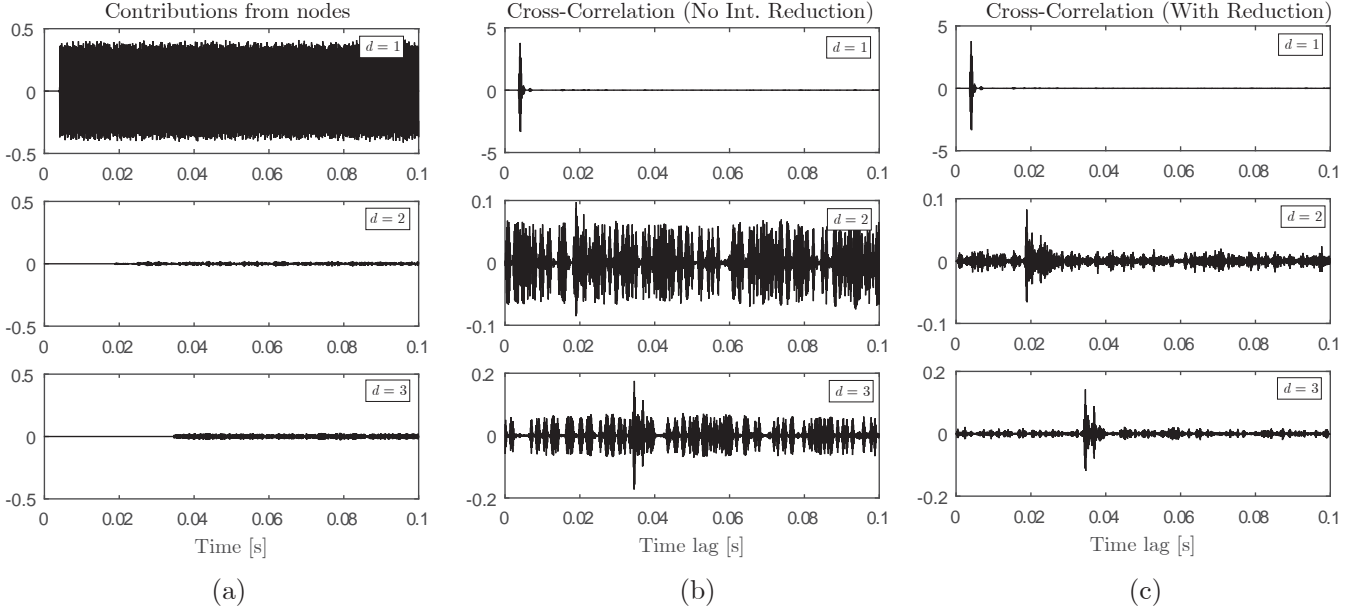 Contributions from nodes
Cross-Correlation (No Int. Reduction)
Cross-Correlation (With Reduction)
0.5
0
-0.5
d = 1
0 0.02 0.04 0.06 0.08 0.1
5
0
-5
d = 1
0 0.02 0.04 0.06 0.08 0.1
5
0
-5
d = 1
0 0.02 0.04 0.06 0.08 0.1
0.5
0
-0.5
d = 2
0 0.02 0.04 0.06 0.08 0.1
0.1
0
-0.1
d = 2
0 0.02 0.04 0.06 0.08 0.1
0.1
0
-0.1
d = 2
0 0.02 0.04 0.06 0.08 0.1
0.5
0
-0.5
d = 3
0 0.02 0.04 0.06 0.08 0.1
Time [s]
0.2
0
-0.2
d = 3
0 0.02 0.04 0.06 0.08 0.1
Time lag [s]
0.2
0
-0.2
d = 3
0 0.02 0.04 0.06 0.08 0.1
Time lag [s]
(a)
(b)
(c)